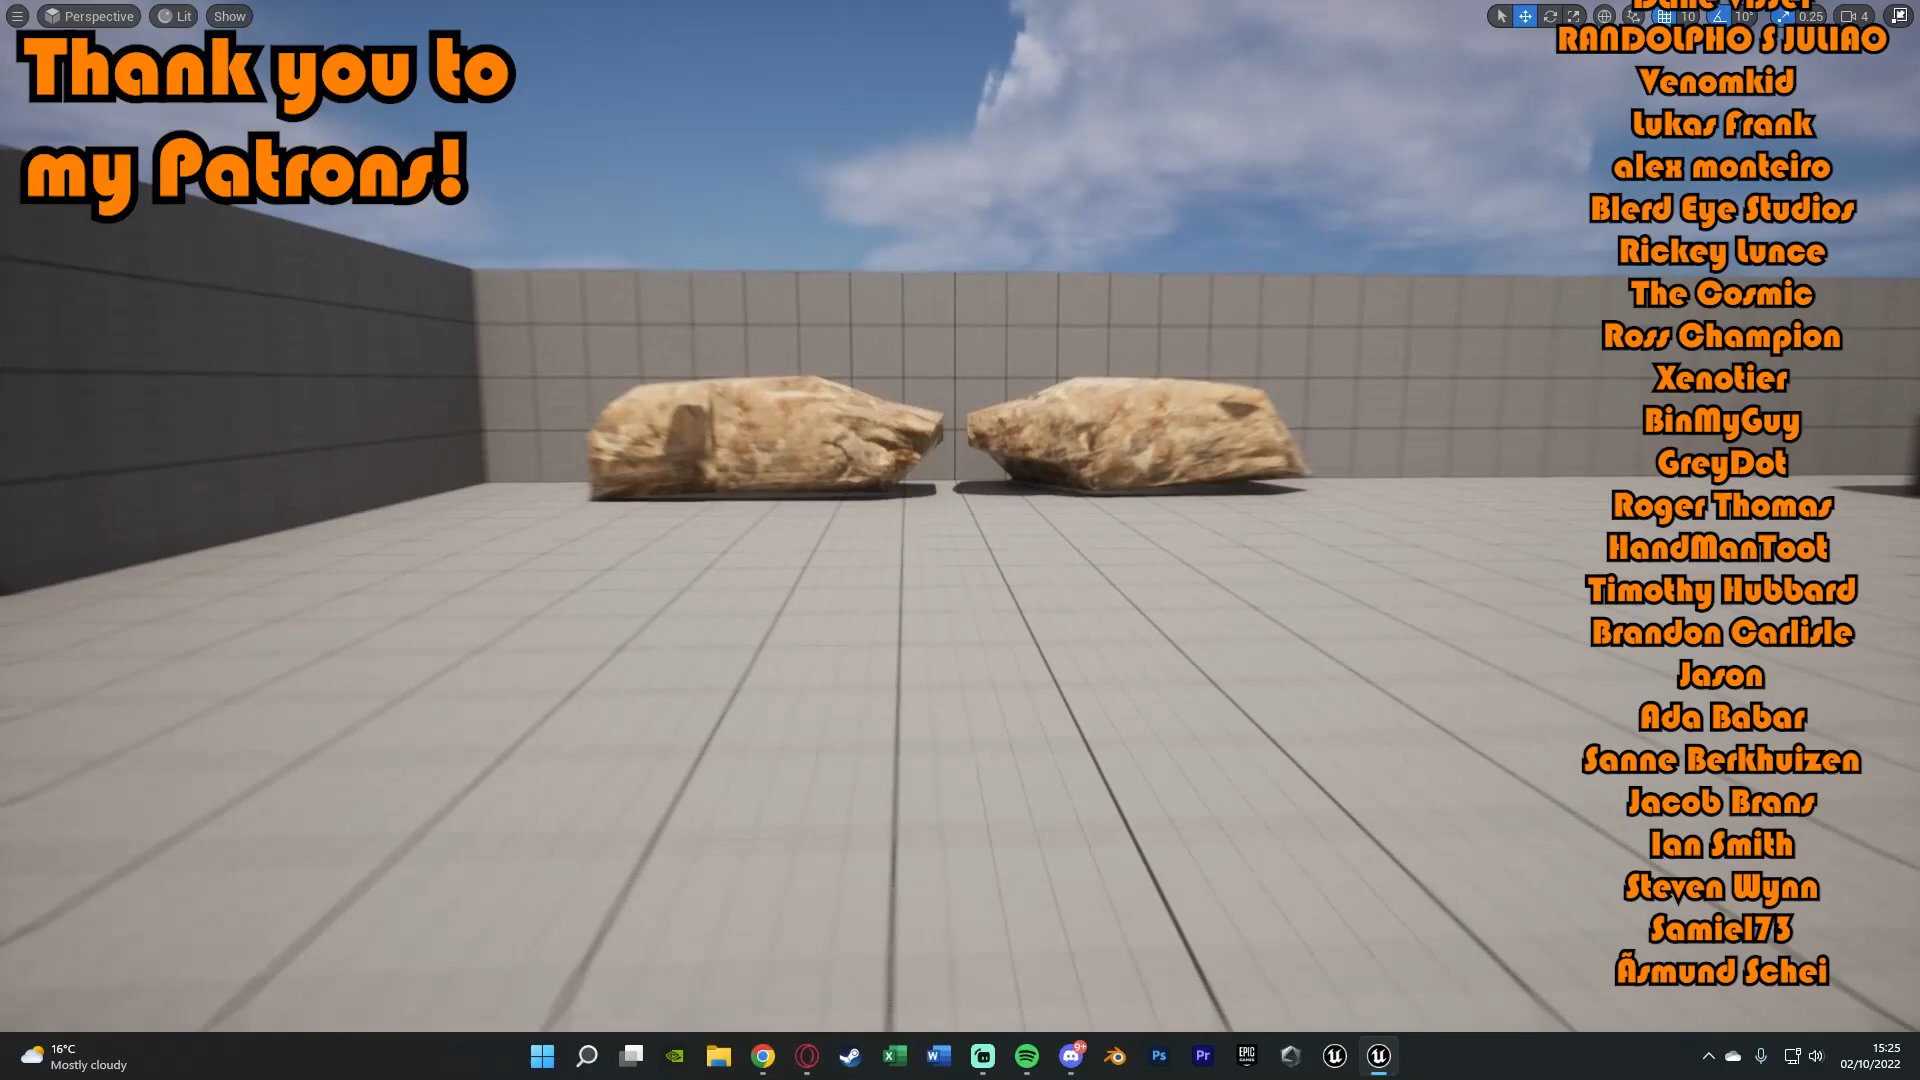 Perspective
Lit
Show
10
10°
0.25
4
Thank you to
my Patrons!
RANDOLPHO S JULIAO
Venomkid
Lukas Frank
alex monteiro
Blerd Eye Studios
Rickey Lunce
The Cosmic
Ross Champion
Xenotier
BinMyGuy
GreyDot
Roger Thomas
HandManToot
Timothy Hubbard
Brandon Carlisle
Jason
Ada Babar
Sanne Berkhuizen
Jacob Brans
Ian Smith
Steven Wynn
Samiel73
Ãsmund Schei
16°C
Mostly cloudy
9+
Ps
Pr
EPIC
GAMES
15:25
02/10/2022